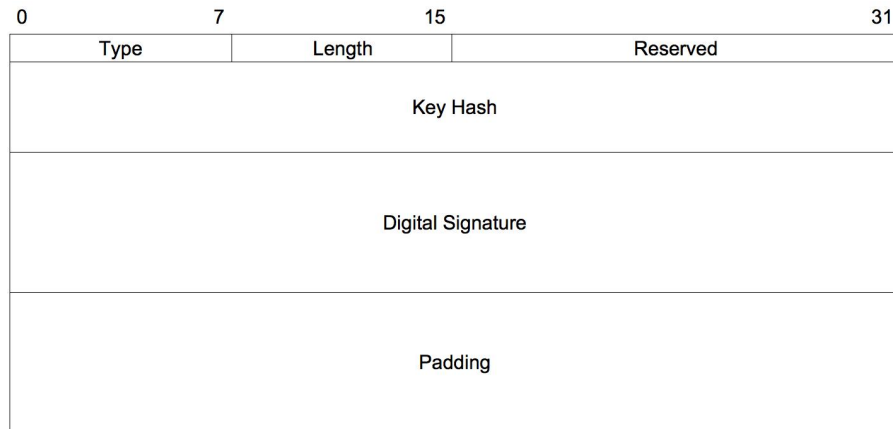 0 7 15 31
Type Length Reserved
Key Hash
Digital Signature
Padding